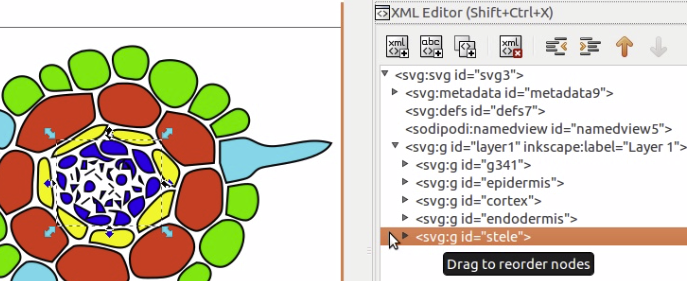 XML Editor (Shift+Ctrl+X)
xml abc xml
<svg:svg id="svg3">
<svg:metadata id="metadata9">
<svg:defs id="defs7">
<sodipodi:namedview id="namedview5">
<svg:g id="layer1" inkscape:label="Layer 1">
<svg:g id="g341">
<svg:g id="epidermis">
<svg:g id="cortex">
<svg:g id="endodermis">
<svg:g id="stele">
Drag to reorder nodes